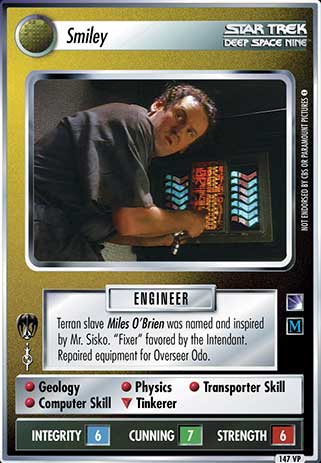 Smiley
STAR TREK
DEEP SPACE NINE
NOT ENDORSED BY CBS OR PARAMOUNT PICTURES
ENGINEER
Terran slave Miles O'Brien was named and inspired
by Mr. Sisko. "Fixer" favored by the Intendant.
Repaired equipment for Overseer Odo.
M
Geology Physics Transporter Skill
Computer Skill Tinkerer
INTEGRITY 6 CUNNING 7 STRENGTH 6
147 VP